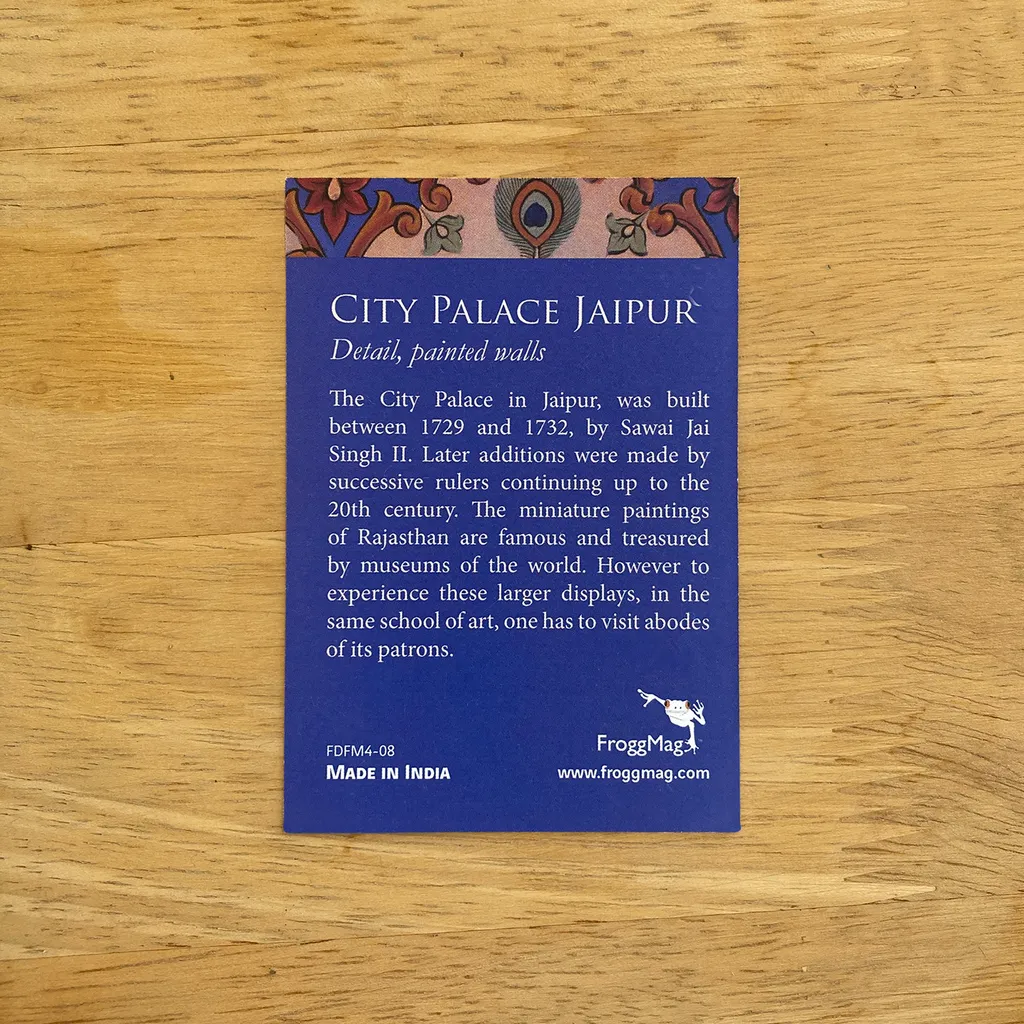 City Palace Jaipur
Detail, painted walls
The City Palace in Jaipur, was built
between 1729 and 1732, by Sawai Jai
Singh II. Later additions were made by
successive rulers continuing up to the
20th century. The miniature paintings
of Rajasthan are famous and treasured
by museums of the world. However to
experience these larger displays, in the
same school of art, one has to visit abodes
of its patrons.
FroggMag
FDFM4-08
Made in India
www.froggmag.com